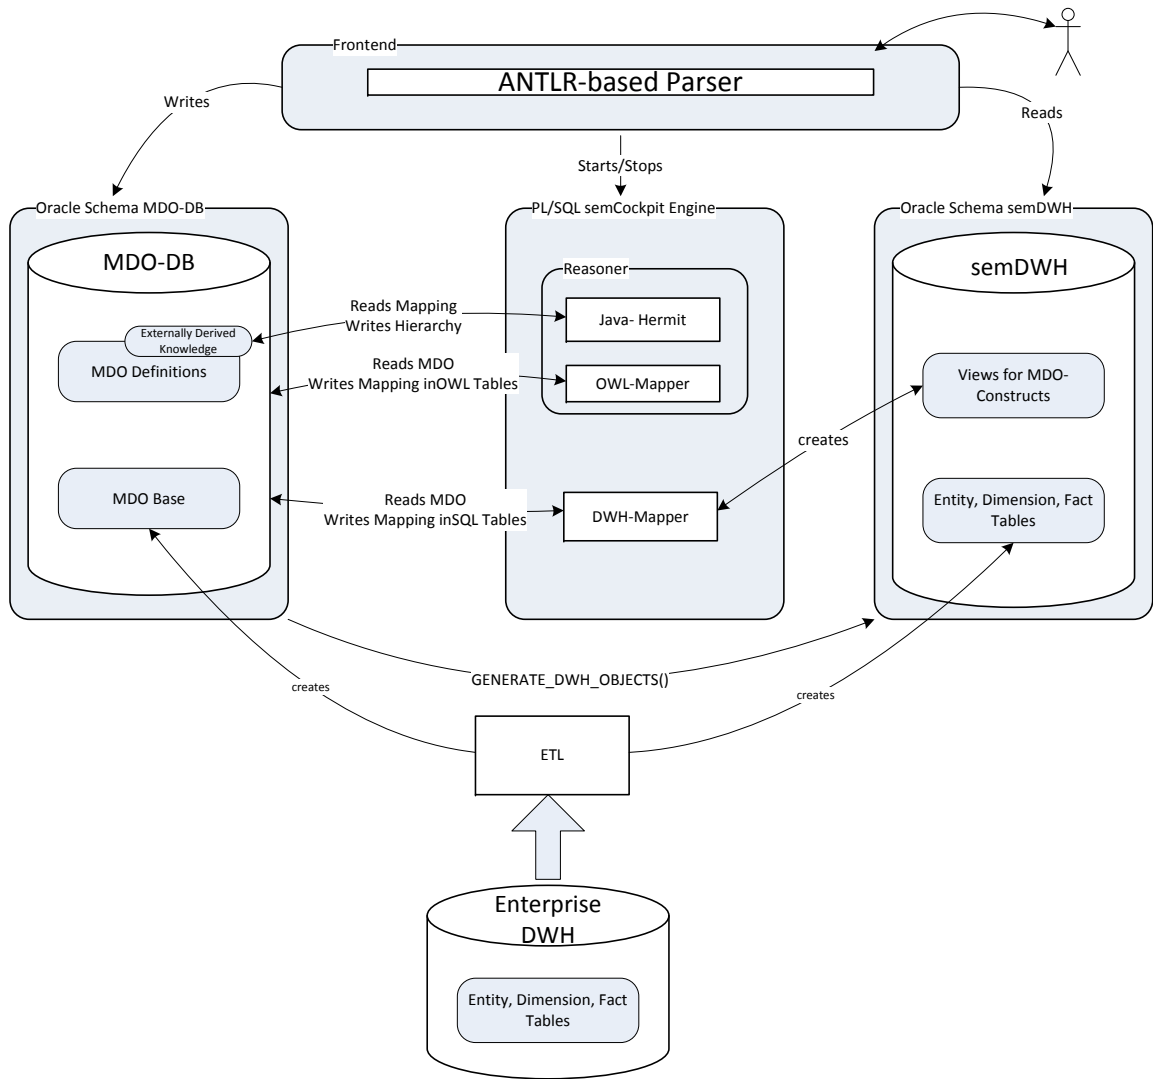 Frontend
ANTLR-based Parser
Writes
Reads
Starts/Stops
Oracle Schema MDO-DB
PL/SQL semCockpit Engine
Oracle Schema semDWH
MDO-DB
semDWH
Reasoner
Externally Derived
Knowledge
MDO Definitions
Reads Mapping
Writes Hierarchy
Java- Hermit
Reads MDO
Writes Mapping inOWL Tables
OWL-Mapper
Views for MDO-
Constructs
creates
MDO Base
Reads MDO
Writes Mapping inSQL Tables
DWH-Mapper
Entity, Dimension, Fact
Tables
GENERATE_DWH_OBJECTS()
creates
creates
ETL
Enterprise
DWH
Entity, Dimension, Fact
Tables